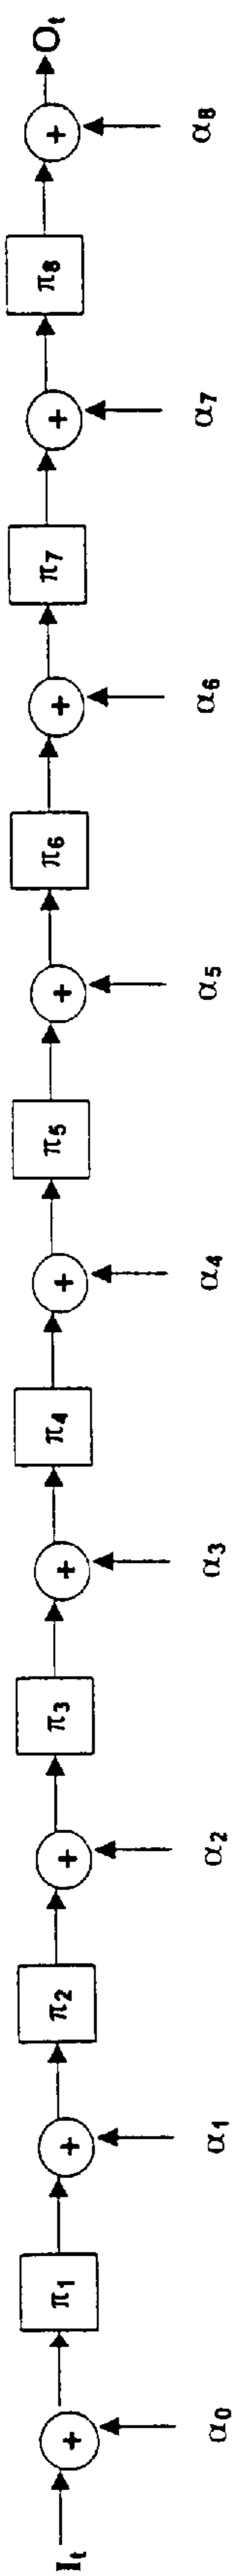 I_t + π_1 + π_2 + π_3 + π_4 + π_5 + π_6 + π_7 + π_8 + O_t
α_0 α_1 α_2 α_3 α_4 α_5 α_6 α_7 α_8